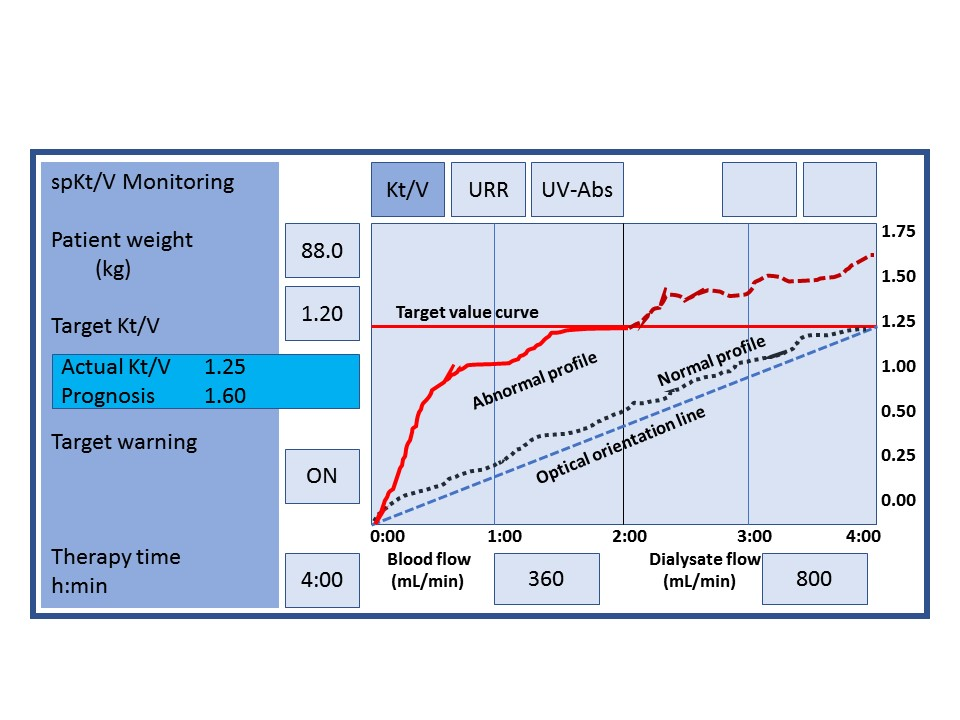 spKt/V Monitoring
Patient weight
(kg)
88.0
Target Kt/V
1.20
Actual Kt/V 1.25
Prognosis 1.60
Target warning
ON
Therapy time
h:min
4:00
Kt/V URR UV-Abs
Target value curve
Abnormal profile
Normal profile
Optical orientation line
1.75
1.50
1.25
1.00
0.50
0.25
0.00
0:00 1:00 2:00 3:00 4:00
Blood flow
(mL/min)
360
Dialysate flow
(mL/min)
800